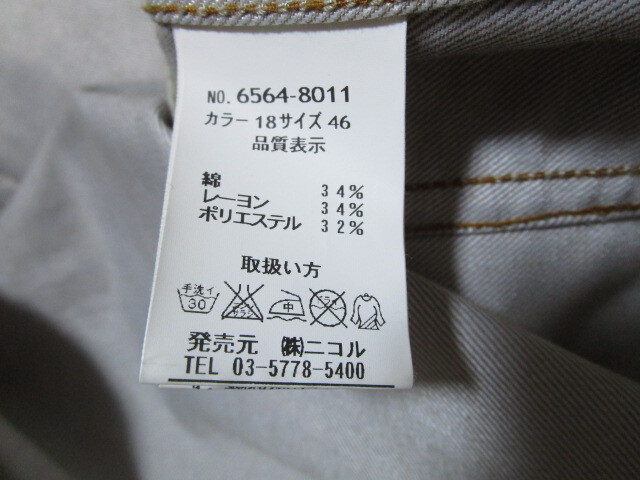 NO. 6564-8011
カラー 18サイズ 46
品質表示
綿 34%
レーヨン 34%
ポリエステル 32%
取扱い方
手洗イ
30
中
発売元 ㈱ニコル
TEL 03-5778-5400